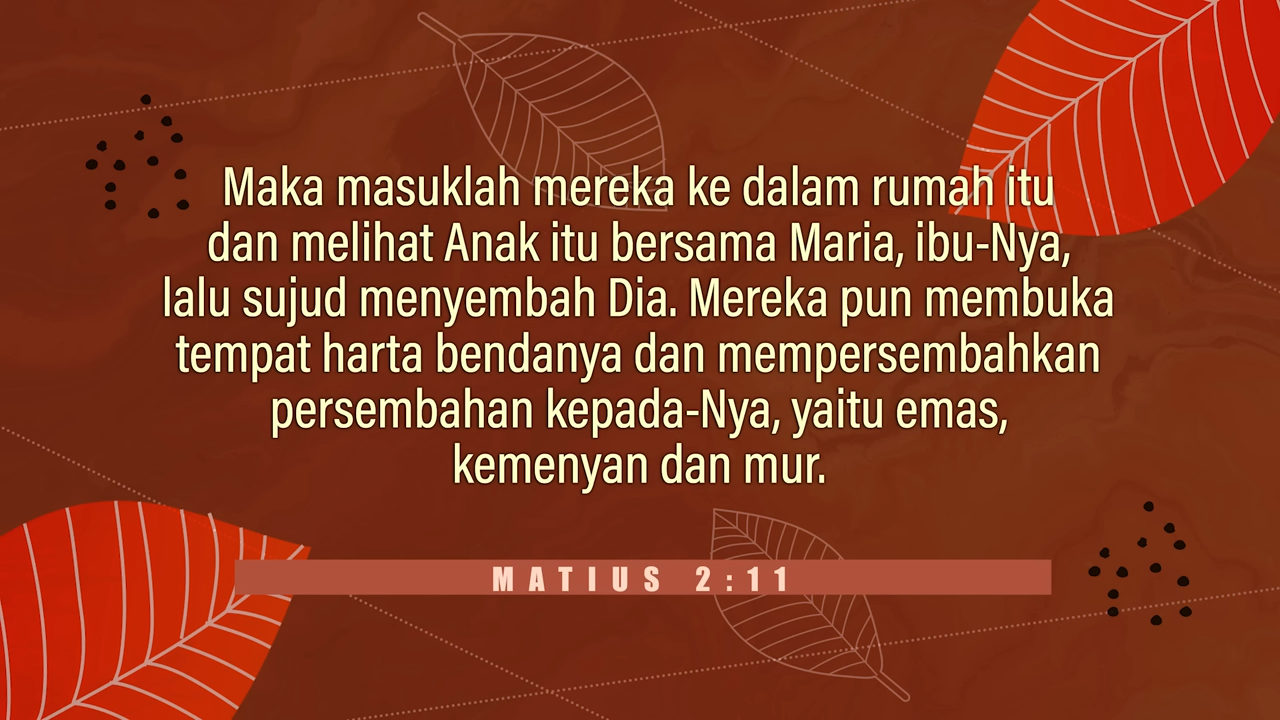 Maka masuklah mereka ke dalam rumah itu
dan melihat Anak itu bersama Maria, ibu-Nya,
lalu sujud menyembah Dia. Mereka pun membuka
tempat harta bendanya dan mempersembahkan
persembahan kepada-Nya, yaitu emas,
kemenyan dan mur.
MATIUS 2:11